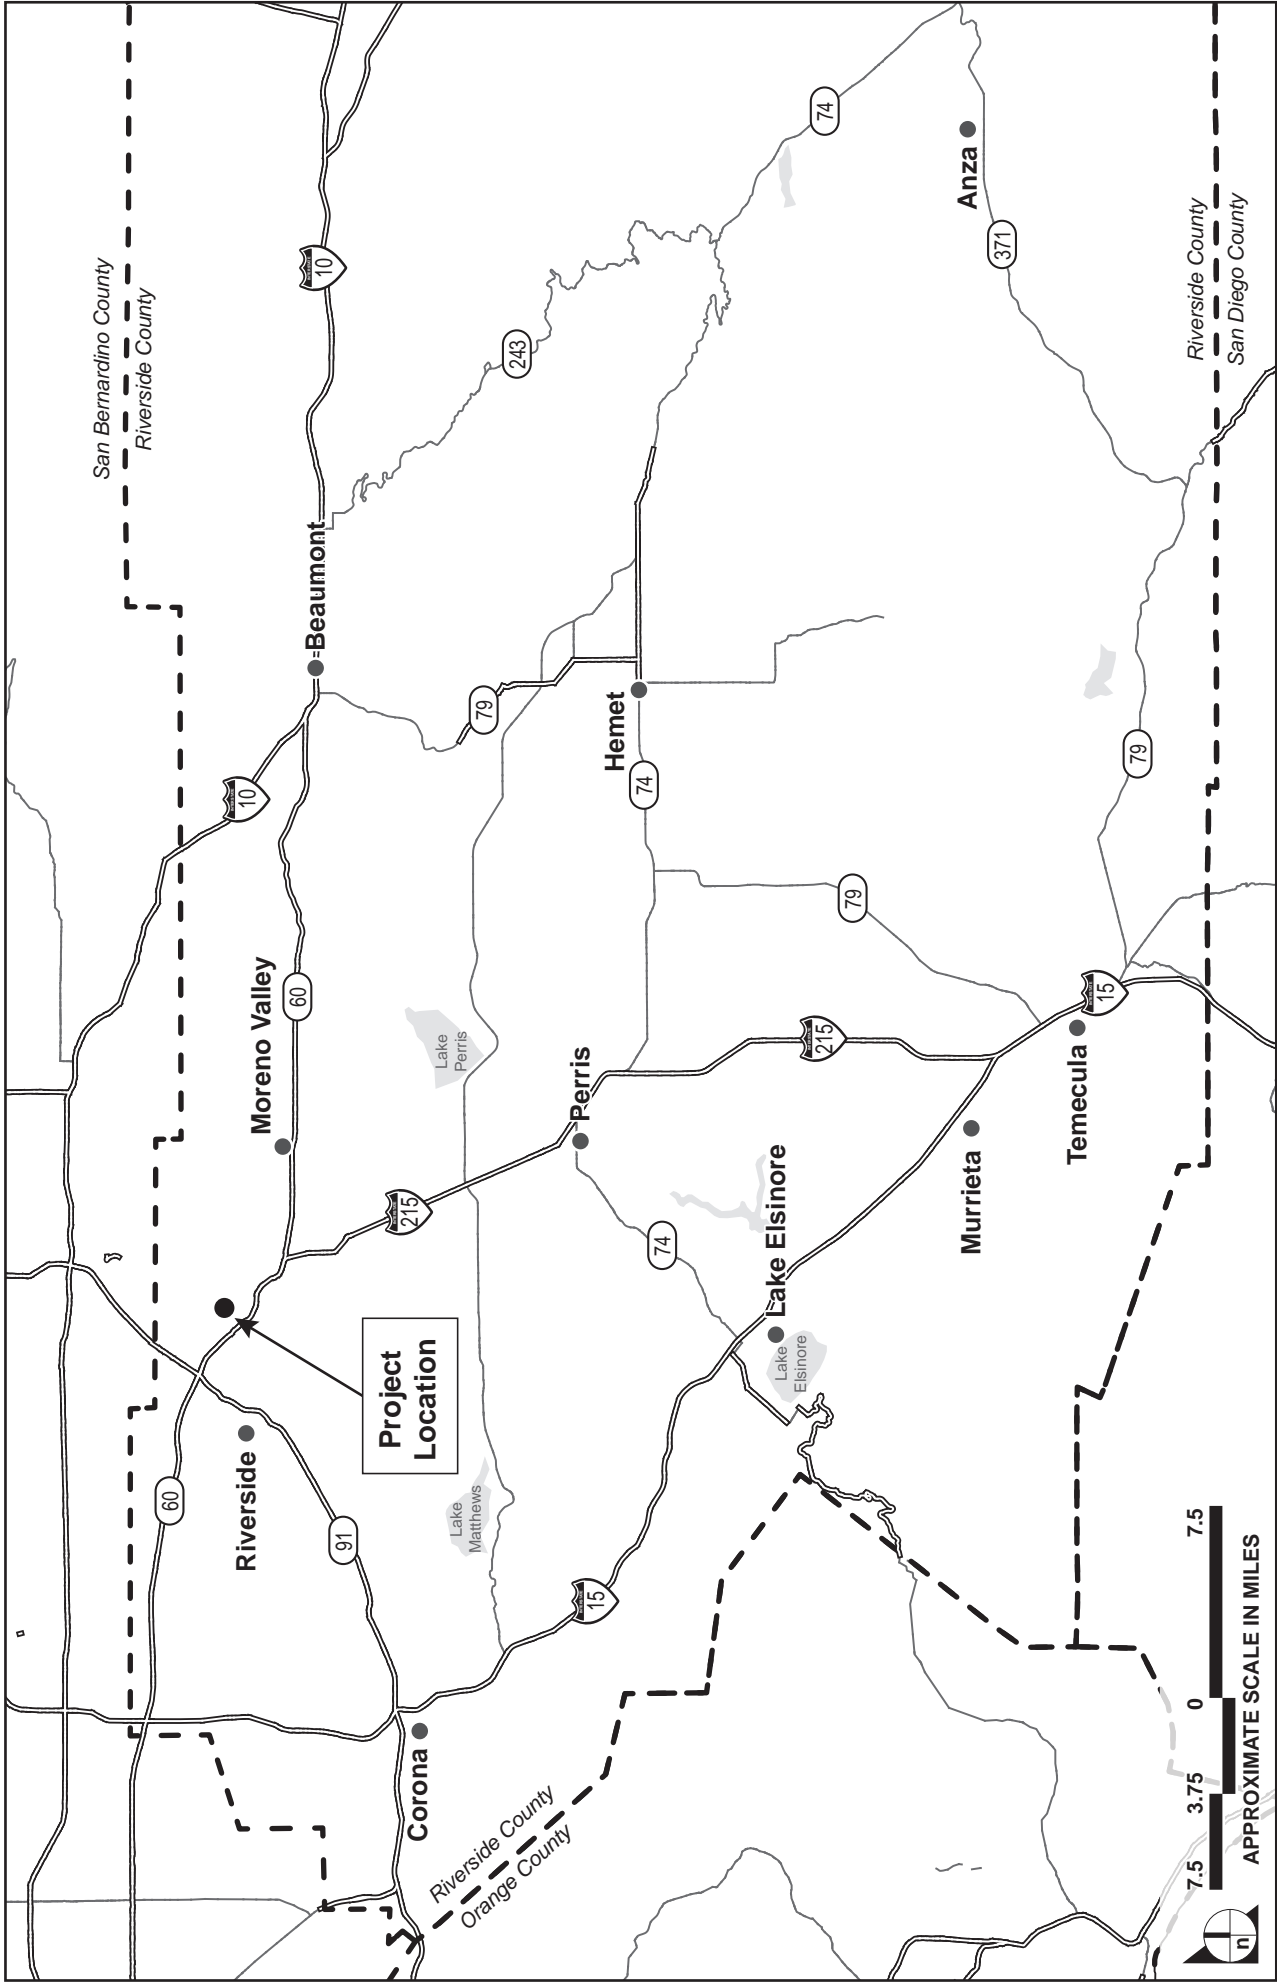 San Bernardino County
Riverside County
10
60
91
10
60
Riverside
Moreno Valley
Beaumont
Project
Location
215
Lake
Perris
79
243
Corona
Lake
Matthews
15
Perris
Hemet
74
74
74
Riverside County
Orange County
Lake Elsinore
Lake
Elsinore
215
79
371
Anza
Murrieta
Temecula
15
79
Riverside County
San Diego County
n
7.5 3.75 0 7.5
APPROXIMATE SCALE IN MILES